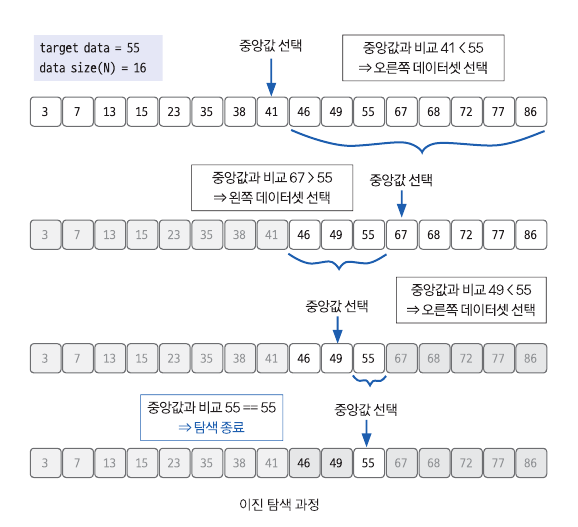 target data = 55
data size(N) = 16
중앙값 선택
중앙값과 비교 41 < 55
⇒ 오른쪽 데이터셋 선택
3 7 13 15 23 35 38 41 46 49 55 67 68 72 77 86
중앙값과 비교 67 > 55
⇒ 왼쪽 데이터셋 선택
중앙값 선택
3 7 13 15 23 35 38 41 46 49 55 67 68 72 77 86
중앙값과 비교 49 < 55
⇒ 오른쪽 데이터셋 선택
중앙값 선택
3 7 13 15 23 35 38 41 46 49 55 67 68 72 77 86
중앙값과 비교 55 == 55
⇒ 탐색 종료
중앙값 선택
3 7 13 15 23 35 38 41 46 49 55 67 68 72 77 86
이진 탐색 과정